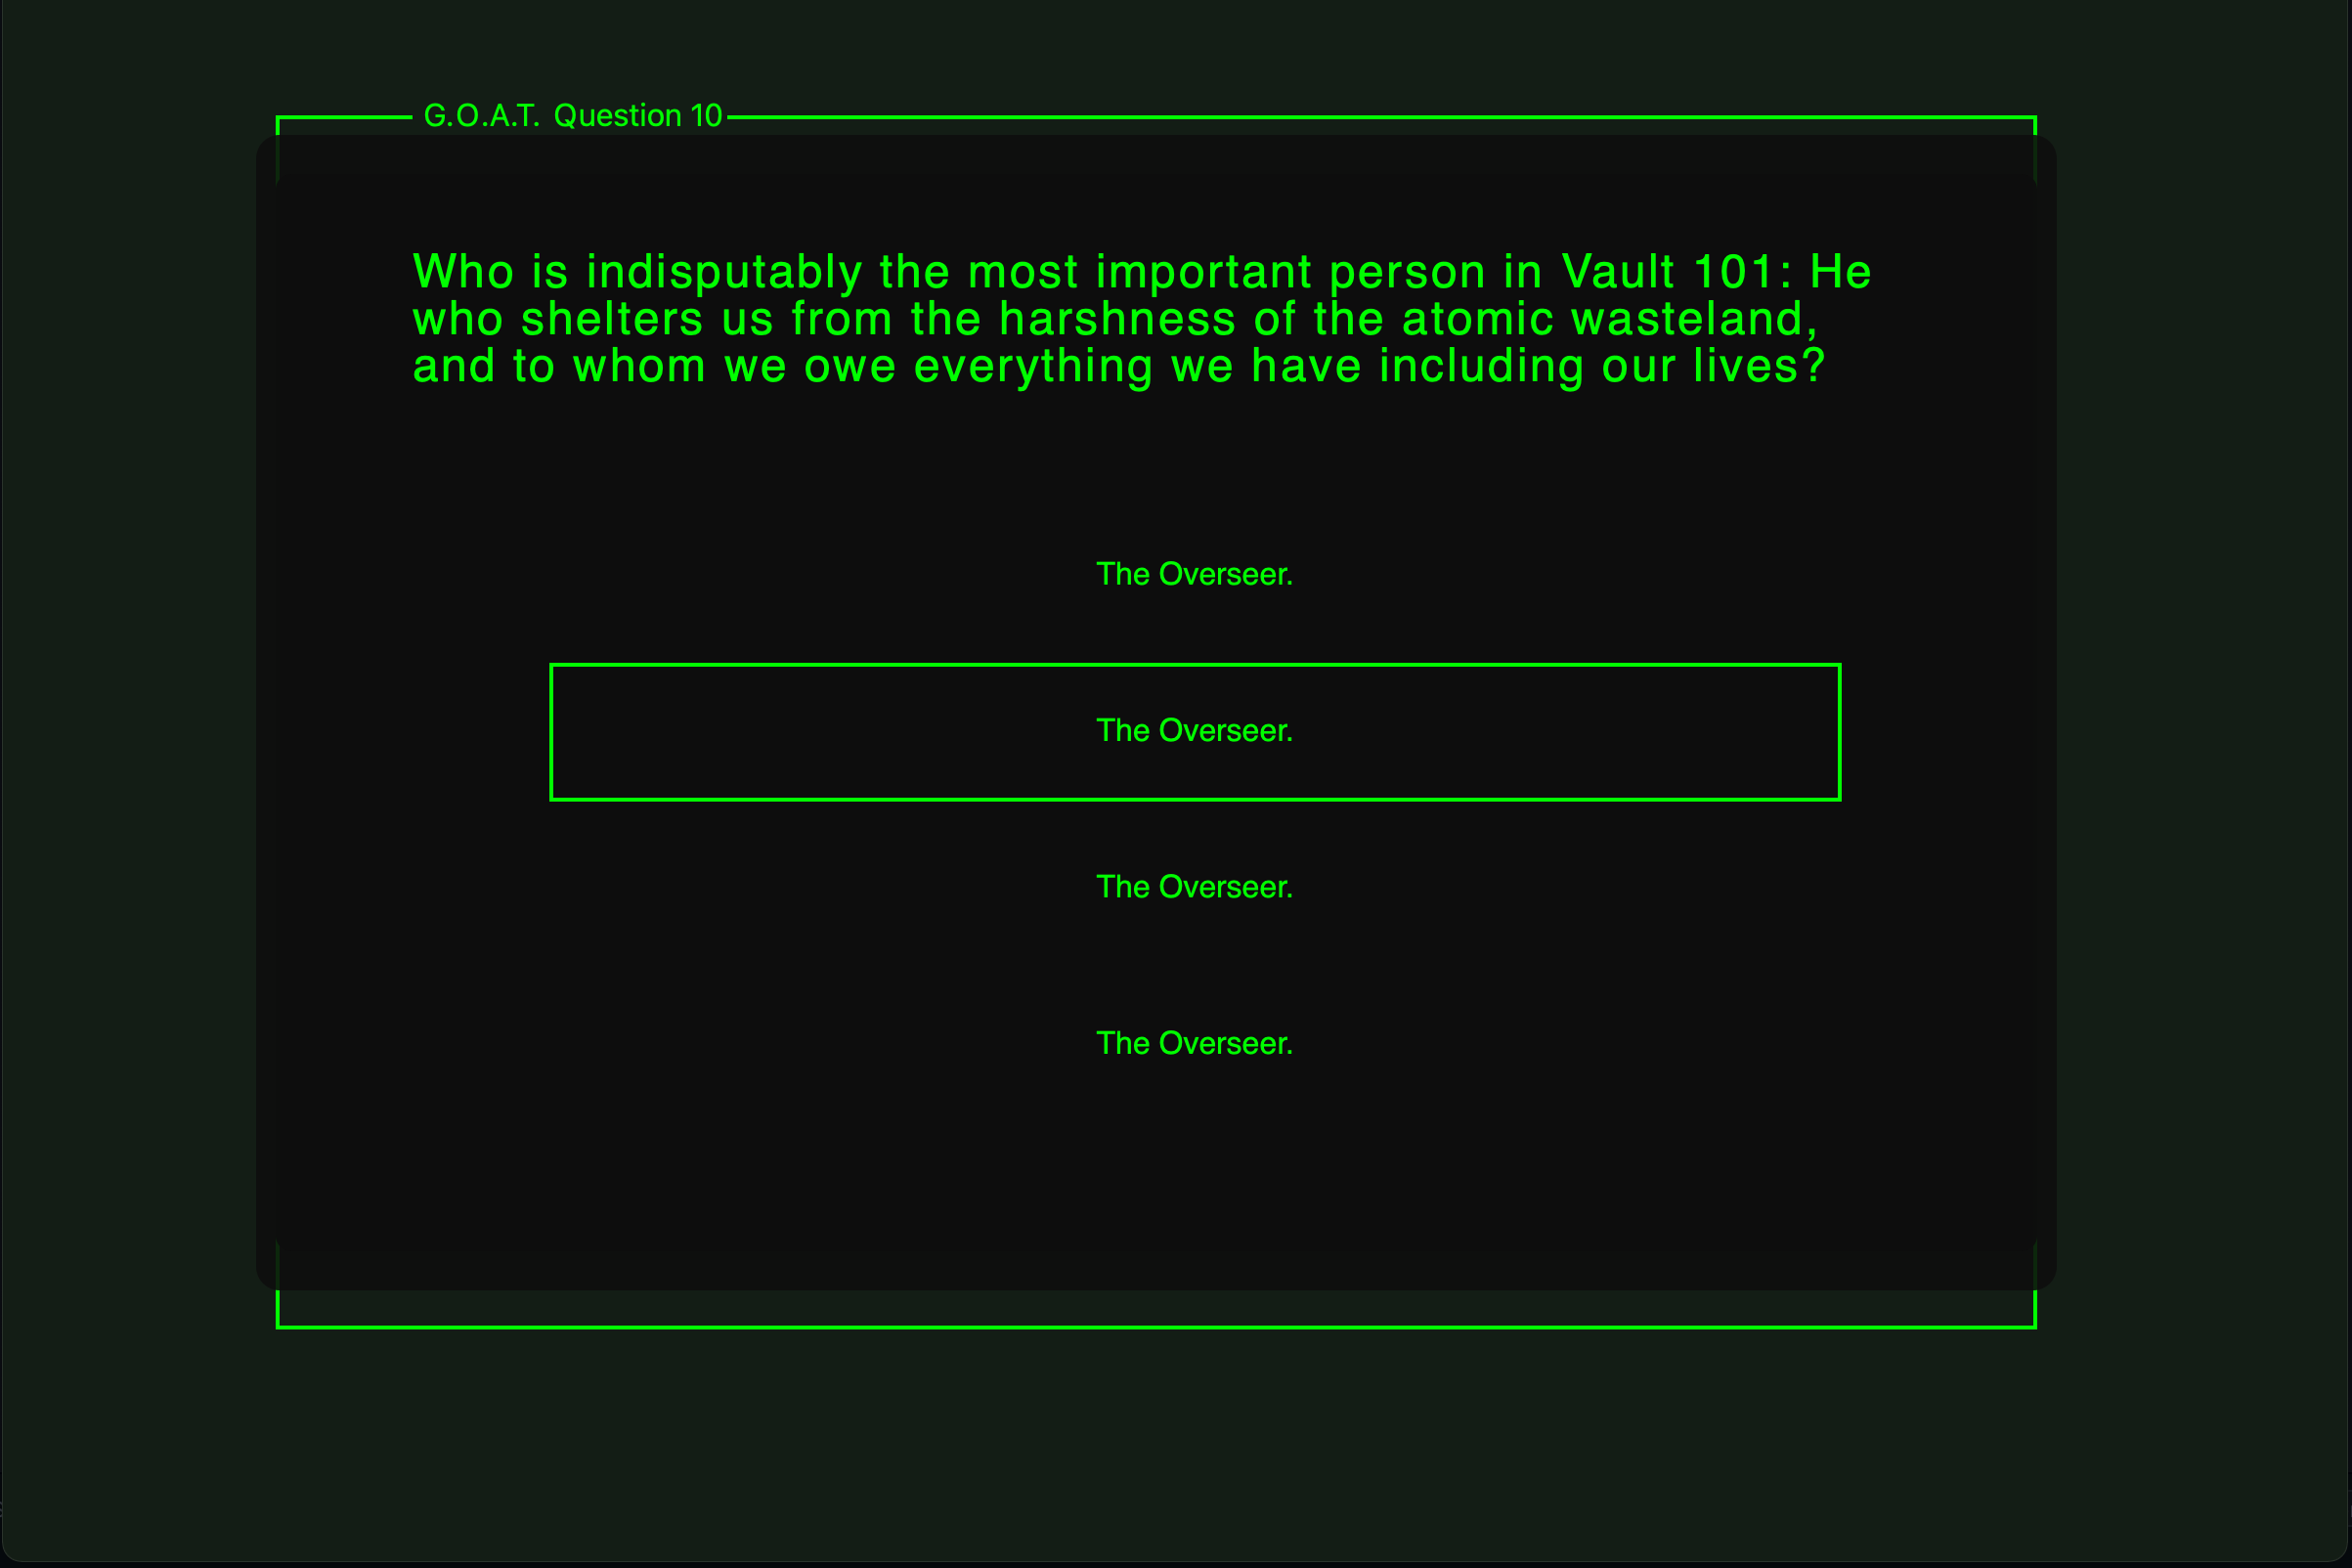 G.O.A.T. Question 10
Who is indisputably the most important person in Vault 101: He
who shelters us from the harshness of the atomic wasteland,
and to whom we owe everything we have including our lives?
The Overseer.
The Overseer.
The Overseer.
The Overseer.